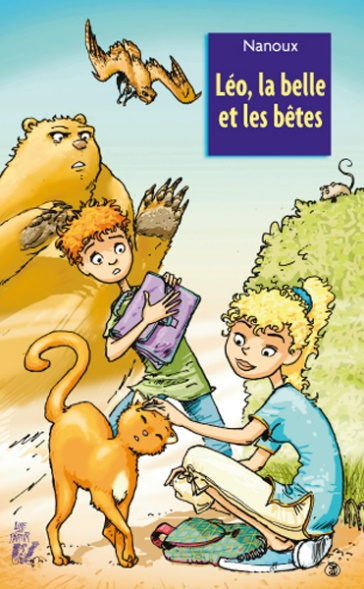 Nanoux
Léo, la belle
et les bêtes